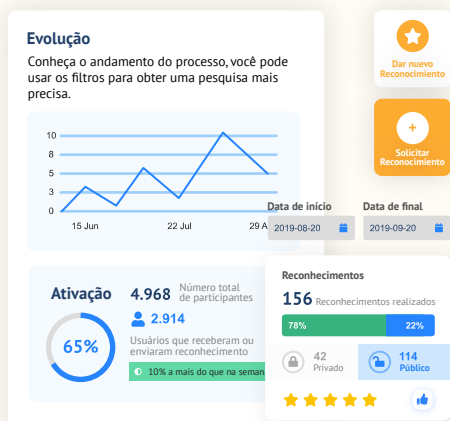 Evolução
Conheça o andamento do processo, você pode
usar os filtros para obter uma pesquisa mais
precisa.
10
8
5
3
0
15 Jun
22 Jul
29 A
Dar nuevo
Reconocimiento
+
Solicitar
Reconocimiento
Data de início
2019-08-20
Data de final
2019-09-20
Ativação
65%
4.968
Número total
de participantes
2.914
Usuários que receberam ou
enviaram reconhecimento
10% a mais do que na seman
Reconhecimentos
156 Reconhecimentos realizados
78%
22%
42
Privado
114
Público